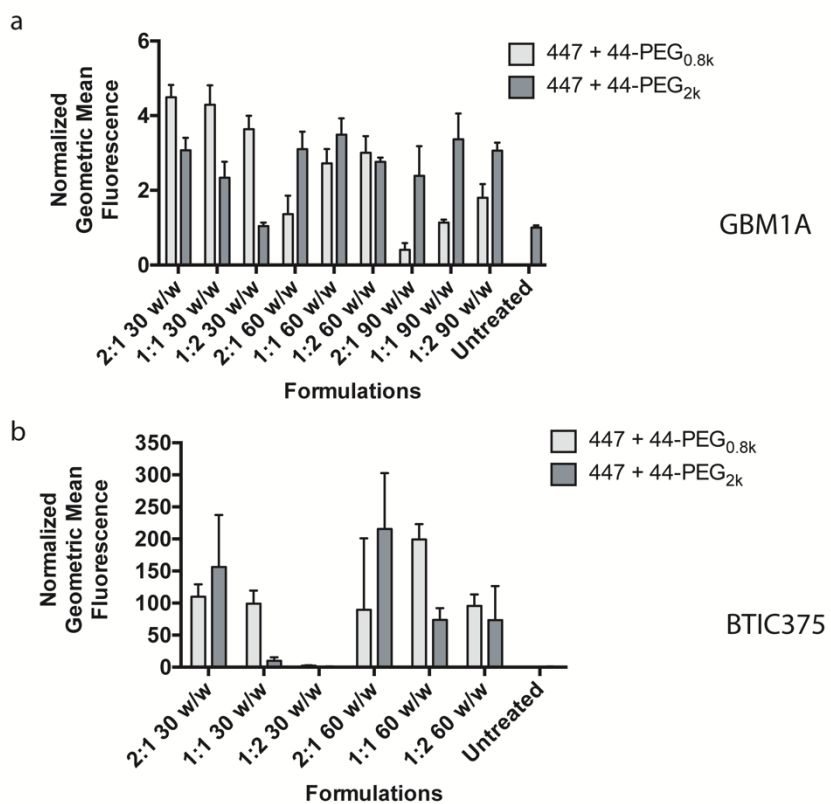 a
6
4
2
0
Normalized
Geometric Mean
Fluorescence
447 + 44-PEG0.8k
447 + 44-PEG2k
GBM1A
2:1 30 w/w
1:1 30 w/w
1:2 30 w/w
2:1 60 w/w
1:1 60 w/w
1:2 60 w/w
2:1 90 w/w
1:1 90 w/w
1:2 90 w/w
Untreated
Formulations
b
350
300
250
200
150
100
50
0
Normalized
Geometric Mean
Fluorescence
447 + 44-PEG0.8k
447 + 44-PEG2k
BTIC375
2:1 30 w/w
1:1 30 w/w
1:2 30 w/w
2:1 60 w/w
1:1 60 w/w
1:2 60 w/w
Untreated
Formulations